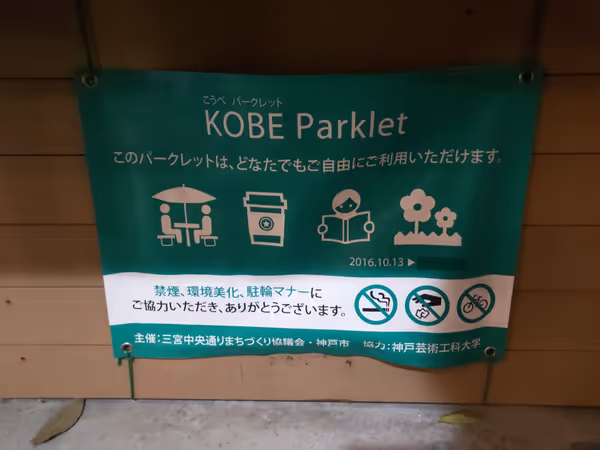 こうべ パークレット
KOBE Parklet
このパークレットは、どなたでもご自由にご利用いただけます。
2016.10.13 ▶
禁煙、環境美化、駐輪マナーに
ご協力いただき、ありがとうございます。
主催：三宮中央通りまちづくり協議会・神戸市 協力：神戸芸術工科大学